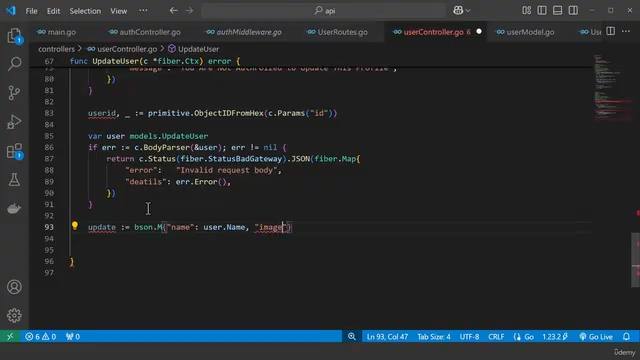 File Edit Selection View Go
api
main.go authController.go authMiddleware.go UserRoutes.go userController.go 6 userModel.go
controllers > userController.go > UpdateUser
67 func UpdateUser(c *fiber.Ctx) error {
80 })
81 }
82
83 userid, _ := primitive.ObjectIDFromHex(c.Params("id"))
84
85 var user models.UpdateUser
86 if err := c.BodyParser(&user); err != nil {
87 return c.Status(fiber.StatusBadGateway).JSON(fiber.Map{
88 "error": "Invalid request body",
89 "deatils": err.Error(),
90 })
91 }
92
93 update := bson.M{"name": user.Name, "image"}
94
95
96 }
97
6 0 0 Ln 93, Col 47 Tab Size: 4 UTF-8 CRLF Go 1.23.2 Go Live
Udemy